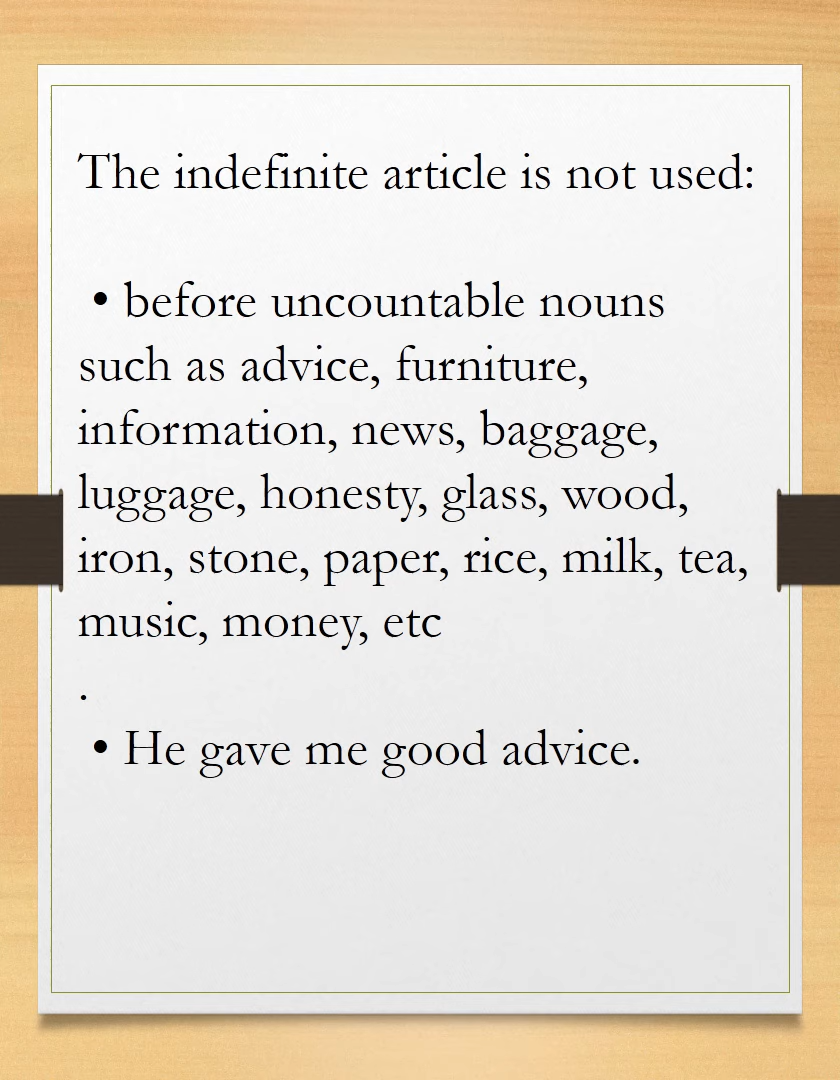 The indefinite article is not used:
• before uncountable nouns
such as advice, furniture,
information, news, baggage,
luggage, honesty, glass, wood,
iron, stone, paper, rice, milk, tea,
music, money, etc
.
• He gave me good advice.